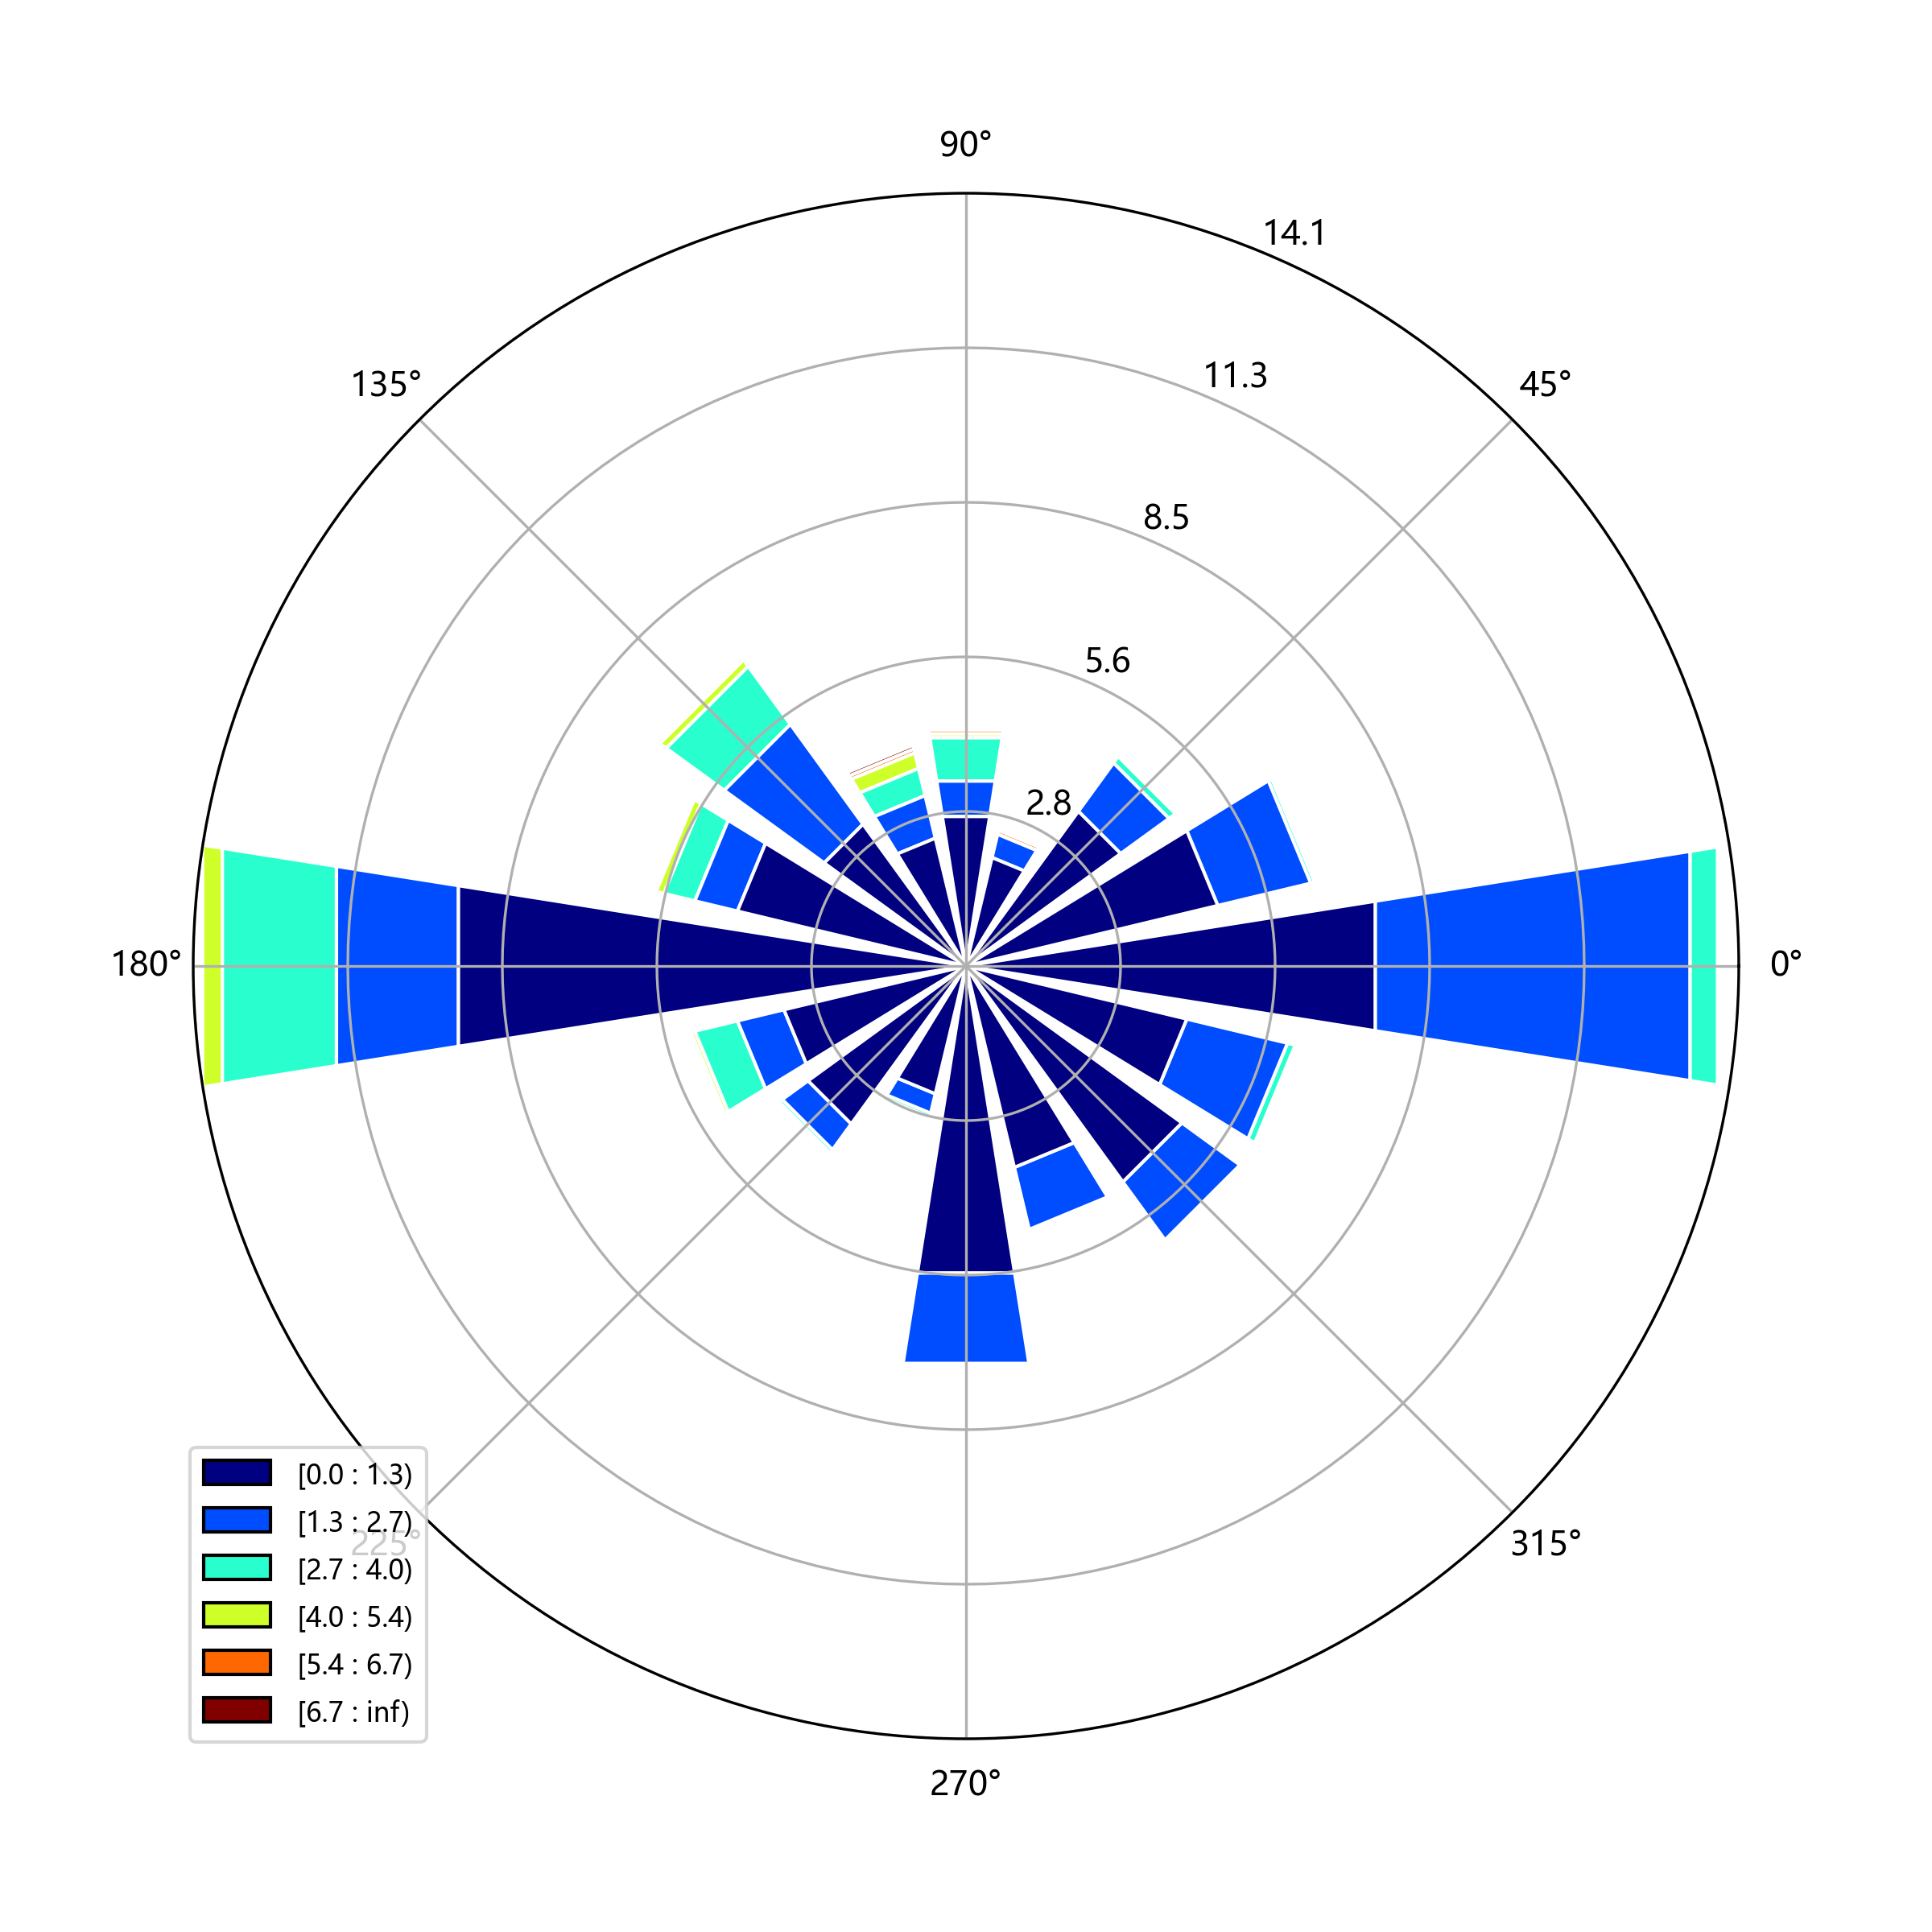 90°
14.1
11.3
135°
45°
8.5
5.6
2.8
180°
0°
[0.0 : 1.3)
[1.3 : 2.7)
225°
315°
[2.7 : 4.0)
[4.0 : 5.4)
[5.4 : 6.7)
[6.7 : inf)
270°